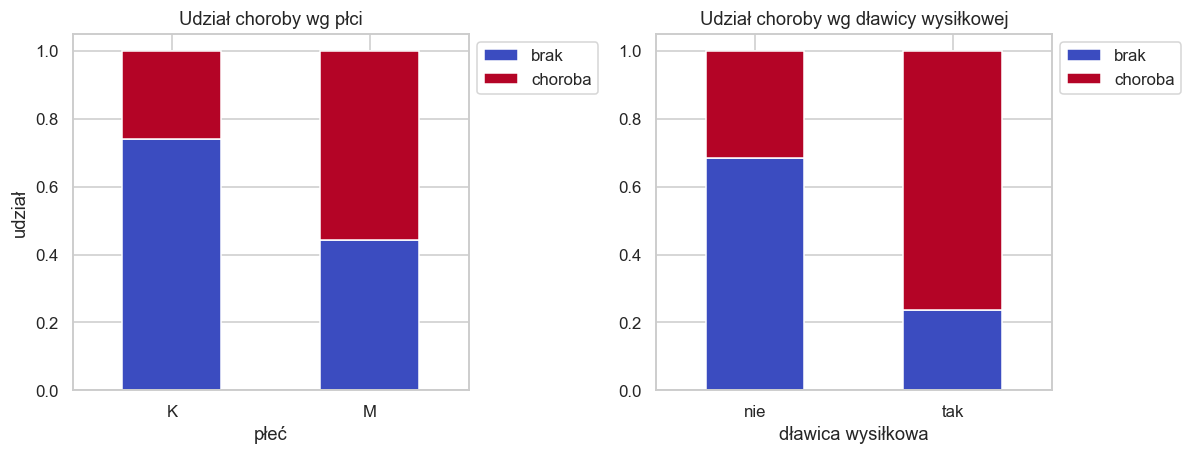 Udział choroby wg płci
1.0
0.8
0.6
0.4
0.2
0.0
udział
K M
płeć
brak
choroba
Udział choroby wg dławicy wysiłkowej
1.0
0.8
0.6
0.4
0.2
0.0
nie tak
dławica wysiłkowa
brak
choroba